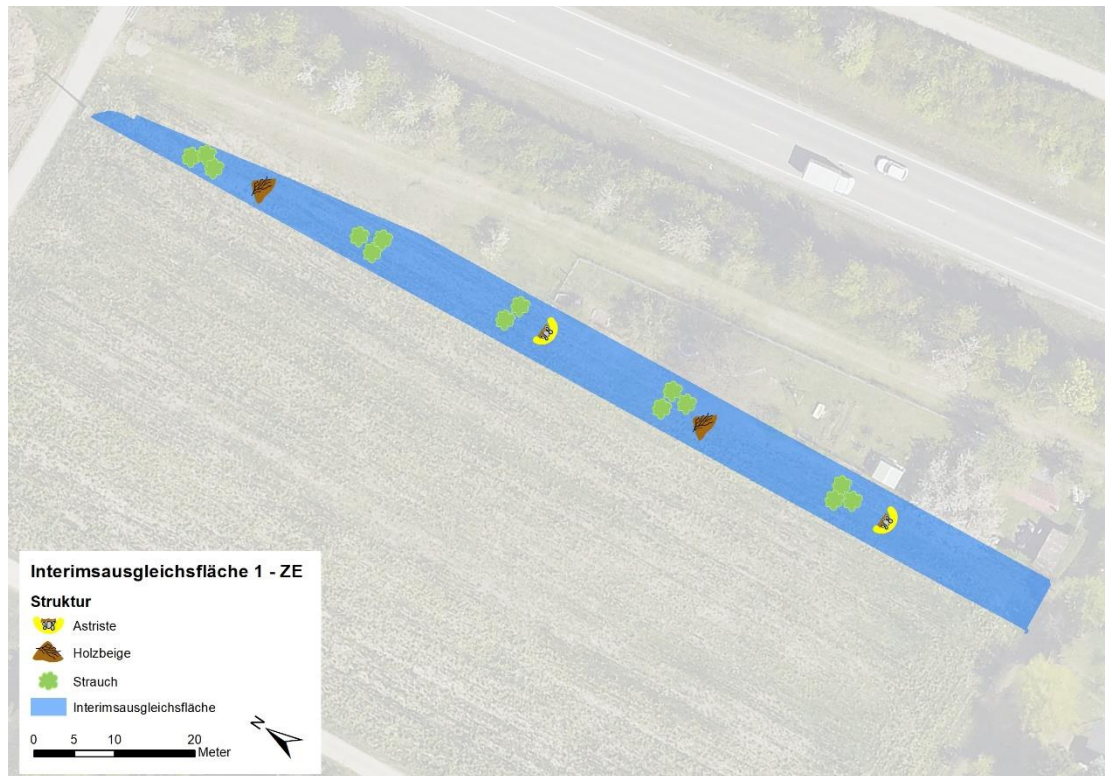 Interimsausgleichsfläche 1 - ZE
Struktur
Astriste
Holzbeige
Strauch
Interimsausgleichsfläche
0 5 10 20
Meter
N